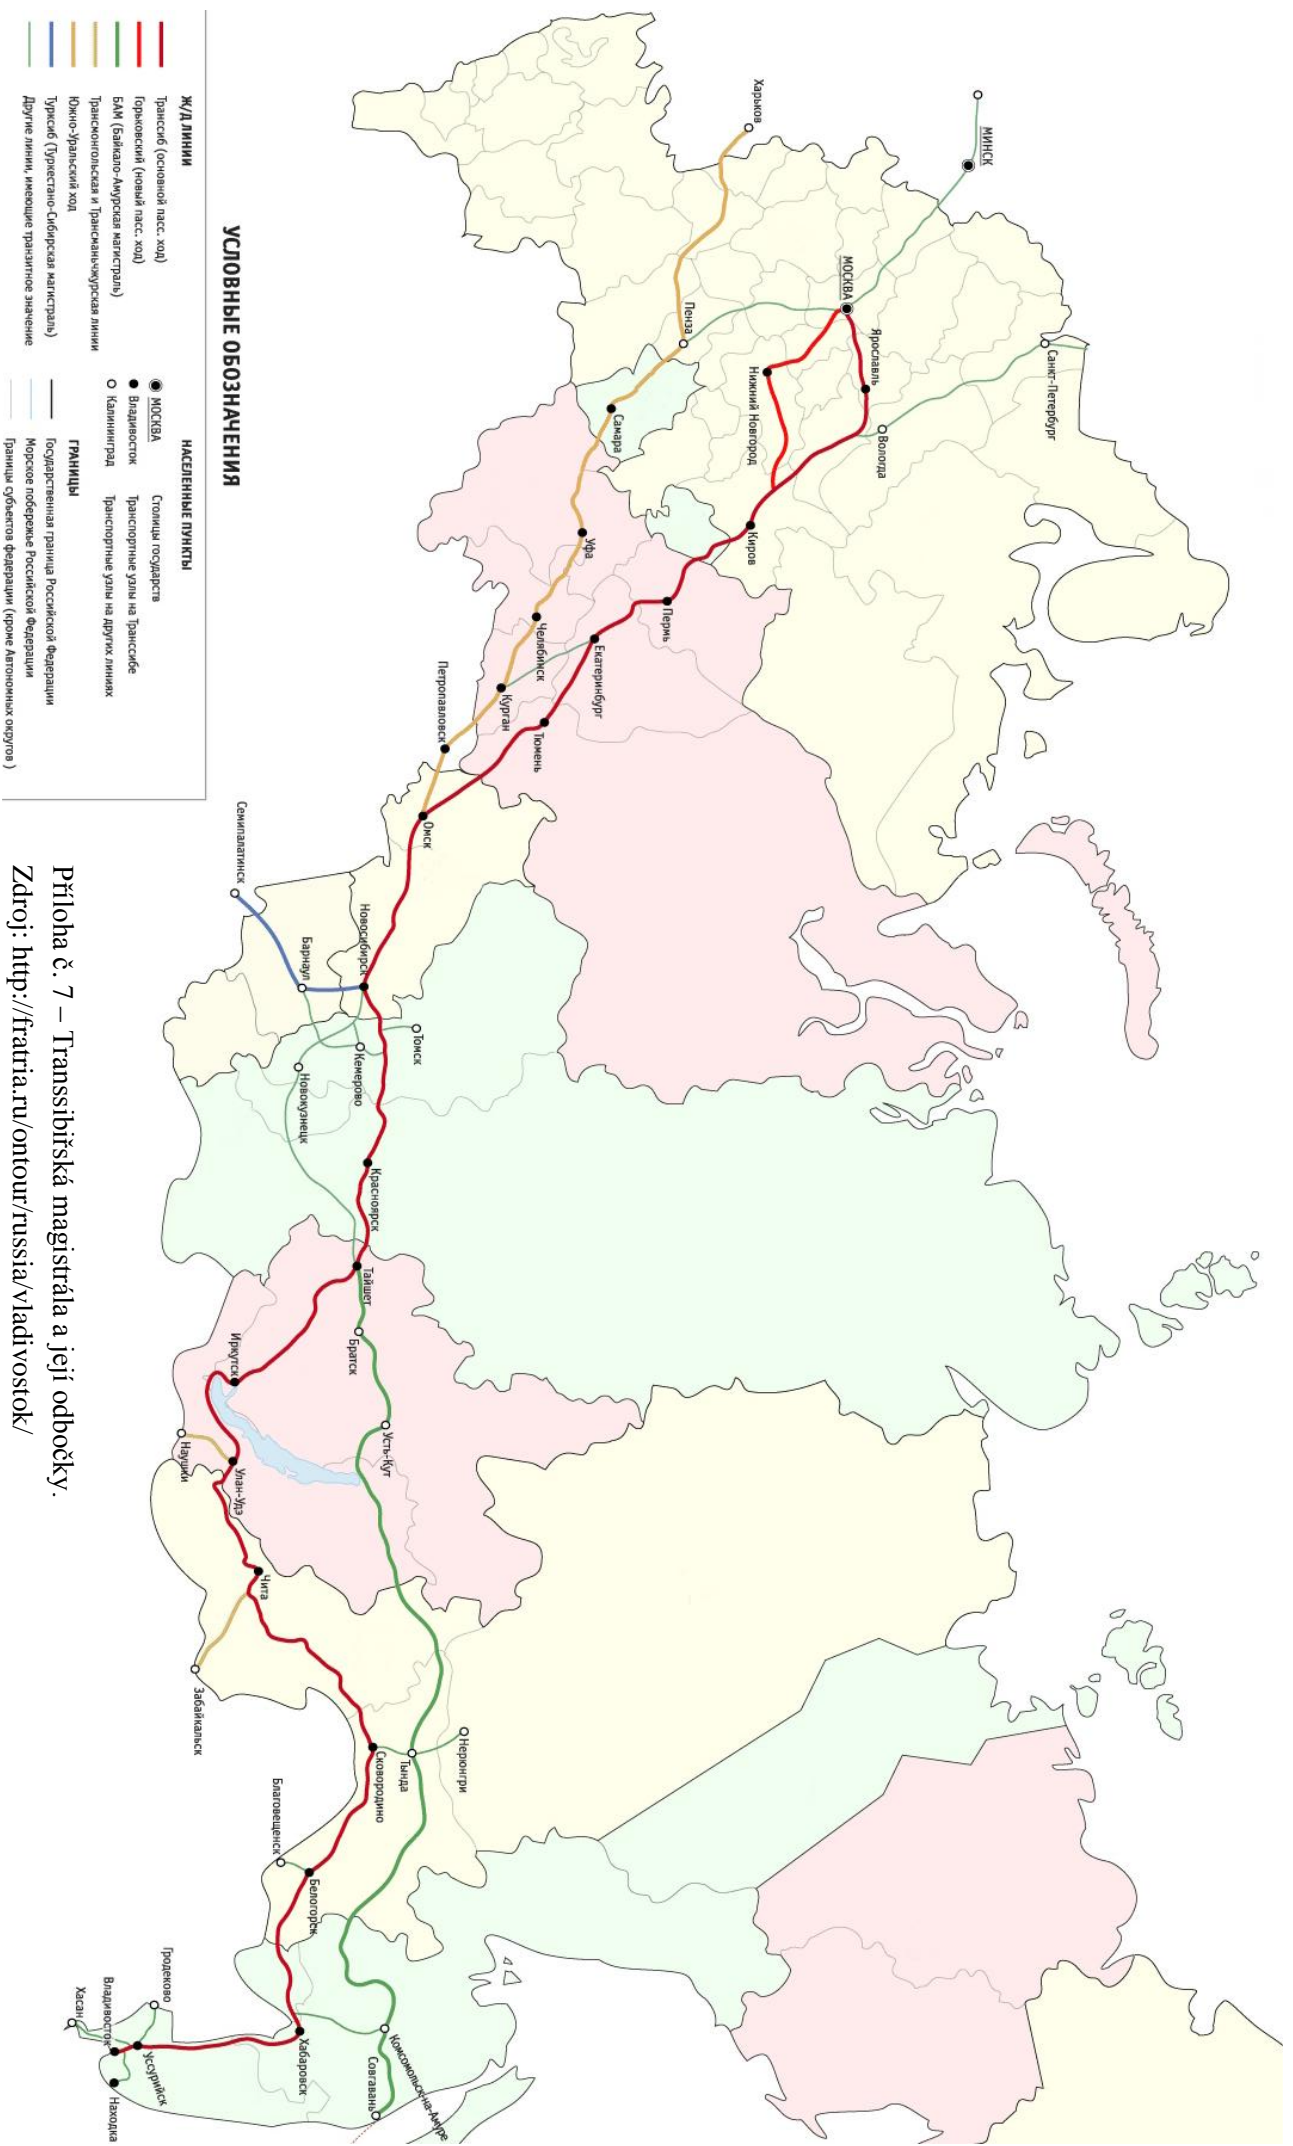 Харьков
МИНСК
МОСКВА
Санкт-Петербург
Ярославль
Вологда
Нижний Новгород
Пенза
Самара
Киров
Уфа
Пермь
Челябинск
Екатеринбург
Курган
Петропавловск
Тюмень
Омск
Семипалатинск
Новосибирск
Барнаул
Томск
Кемерово
Новокузнецк
Красноярск
Тайшет
Братск
Иркутск
Усть-Кут
Наушки
Улан-Удэ
Чита
Забайкальск
Сковородино
Тында
Нерюнгри
Благовещенск
Белогорск
Хабаровск
Комсомольск-на-Амуре
Совгавань
Гродеково
Владивосток
Хасан
Уссурийск
Находка
УСЛОВНЫЕ ОБОЗНАЧЕНИЯ
Ж/Д ЛИНИИ
Транссиб (основной пасс. ход)
Горьковский (новый пасс. ход)
БАМ (Байкало-Амурская магистраль)
Трансмонгольская и Трансманьчжурская линии
Южно-Уральский ход
Турксиб (Туркестано-Сибирская магистраль)
Другие линии, имеющие транзитное значение
НАСЕЛЕННЫЕ ПУНКТЫ
МОСКВА Столицы государств
Владивосток Транспортные узлы на Транссибе
Калининград Транспортные узлы на других линиях
ГРАНИЦЫ
Государственная граница Российской Федерации
Морское побережье Российской Федерации
Границы субъектов федерации (кроме Автономных округов )
Příloha č. 7 – Transsibiřská magistrála a její odbočky.
Zdroj: http://fratria.ru/ontour/russia/vladivostok/